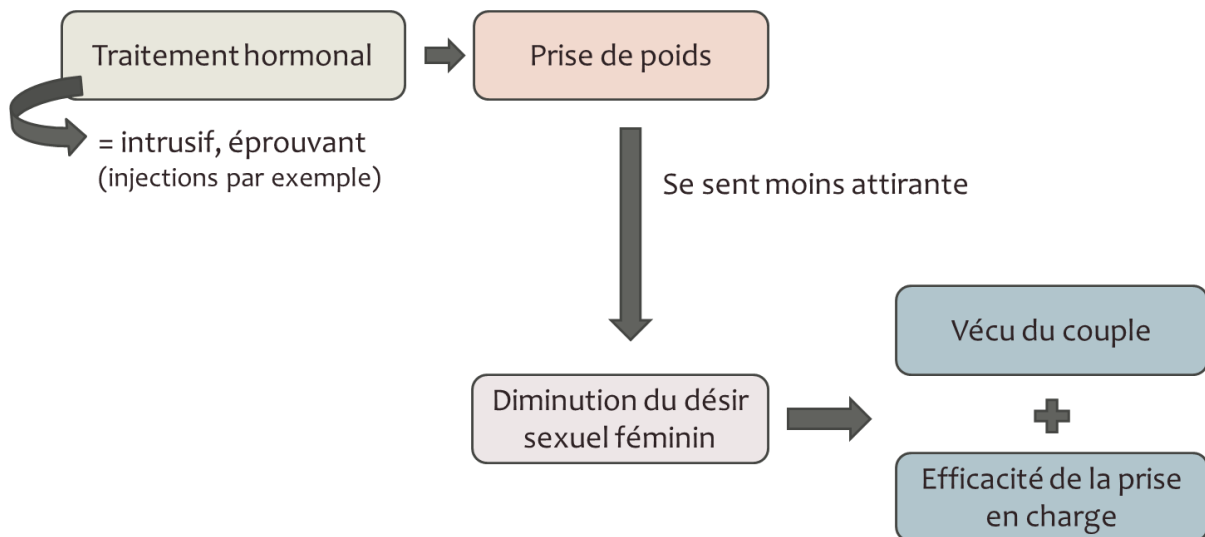 Traitement hormonal
Prise de poids
= intrusif, éprouvant
(injections par exemple)
Se sent moins attirante
Diminution du désir
sexuel féminin
Vécu du couple
Efficacité de la prise
en charge